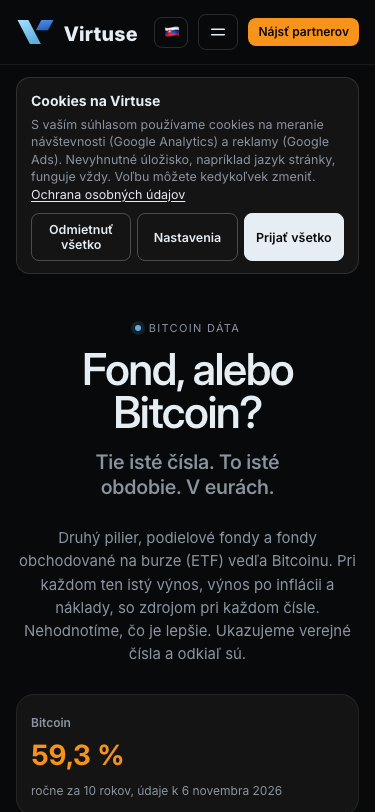 Virtuse
Nájsť partnerov
Cookies na Virtuse
S vaším súhlasom používame cookies na meranie
návštevnosti (Google Analytics) a reklamy (Google
Ads). Nevyhnutné úložisko, napríklad jazyk stránky,
funguje vždy. Voľbu môžete kedykoľvek zmeniť.
Ochrana osobných údajov
Odmietnuť
všetko
Nastavenia
Prijať všetko
BITCOIN DÁTA
Fond, alebo
Bitcoin?
Tie isté čísla. To isté
obdobie. V eurách.
Druhý pilier, podielové fondy a fondy
obchodované na burze (ETF) vedľa Bitcoinu. Pri
každom ten istý výnos, výnos po inflácii a
náklady, so zdrojom pri každom čísle.
Nehodnotíme, čo je lepšie. Ukazujeme verejné
čísla a odkiaľ sú.
Bitcoin
59,3 %
ročne za 10 rokov, údaje k 6 novembra 2026